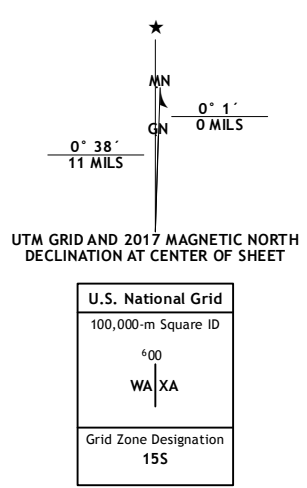 ★
MN
0° 1´
0 MILS
GN
0° 38´
11 MILS
UTM GRID AND 2017 MAGNETIC NORTH
DECLINATION AT CENTER OF SHEET
U.S. National Grid
100,000-m Square ID
⁶00
WA XA
Grid Zone Designation
15S